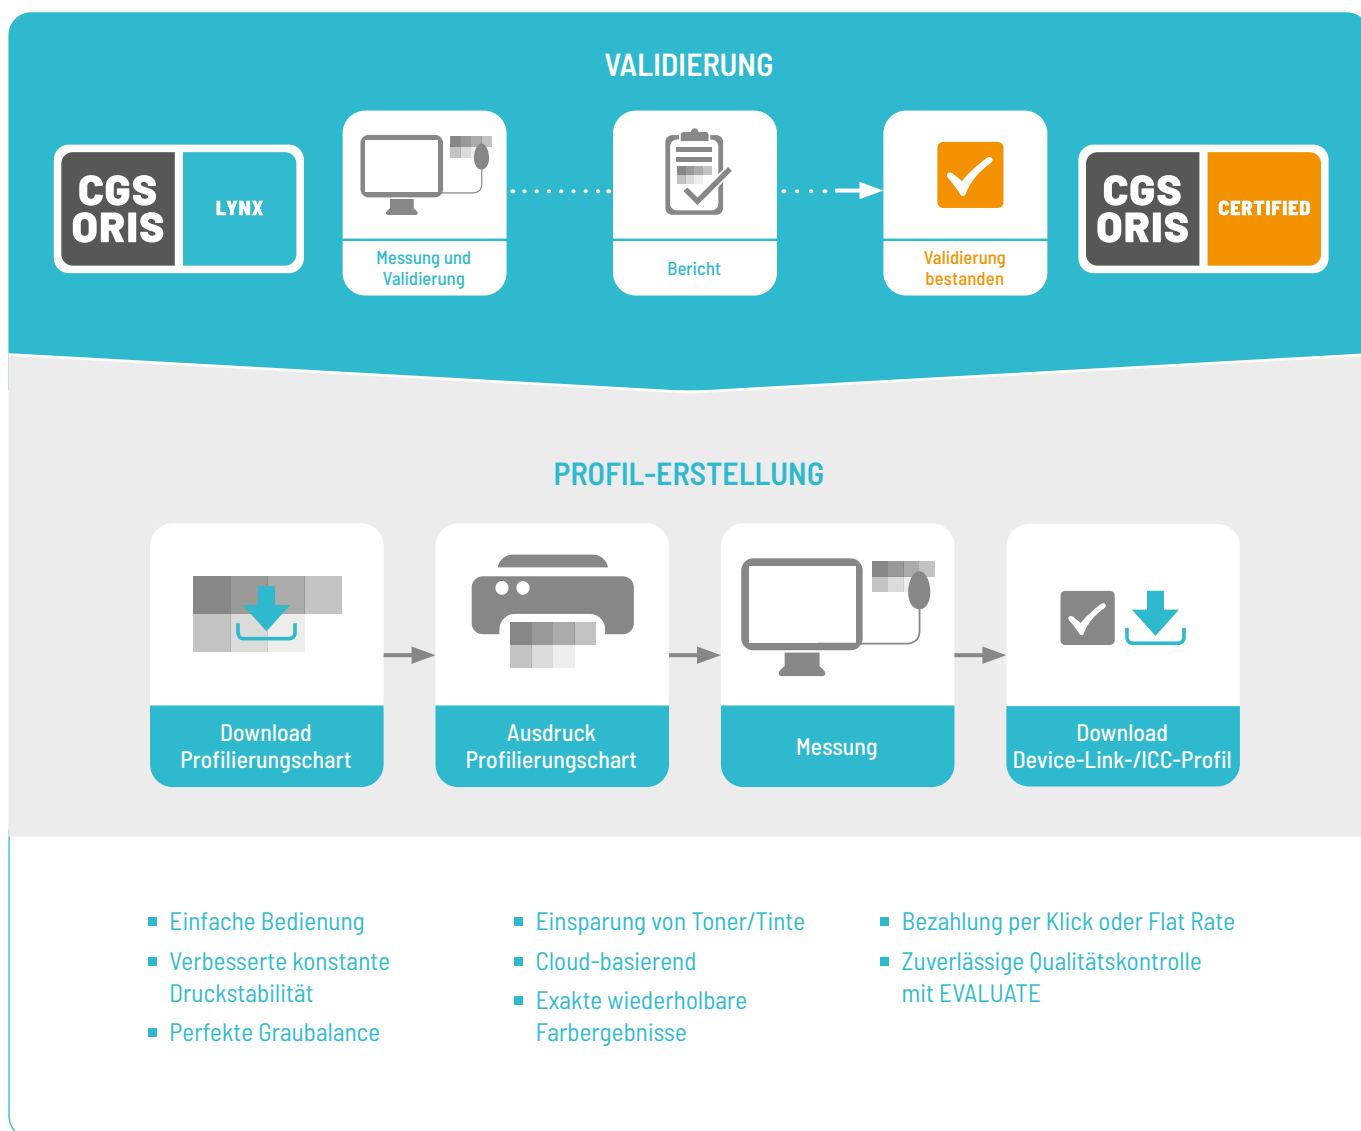 VALIDIERUNG
CGS
ORIS
LYNX
Messung und
Validierung
Bericht
Validierung
bestanden
CGS
ORIS
CERTIFIED
PROFIL-ERSTELLUNG
Download
Profilierungschart
Ausdruck
Profilierungschart
Messung
Download
Device-Link-/ICC-Profil
Einfache Bedienung
Verbesserte konstante
Druckstabilität
Perfekte Graubalance
Einsparung von Toner/Tinte
Cloud-basierend
Exakte wiederholbare
Farbergebnisse
Bezahlung per Klick oder Flat Rate
Zuverlässige Qualitätskontrolle
mit EVALUATE